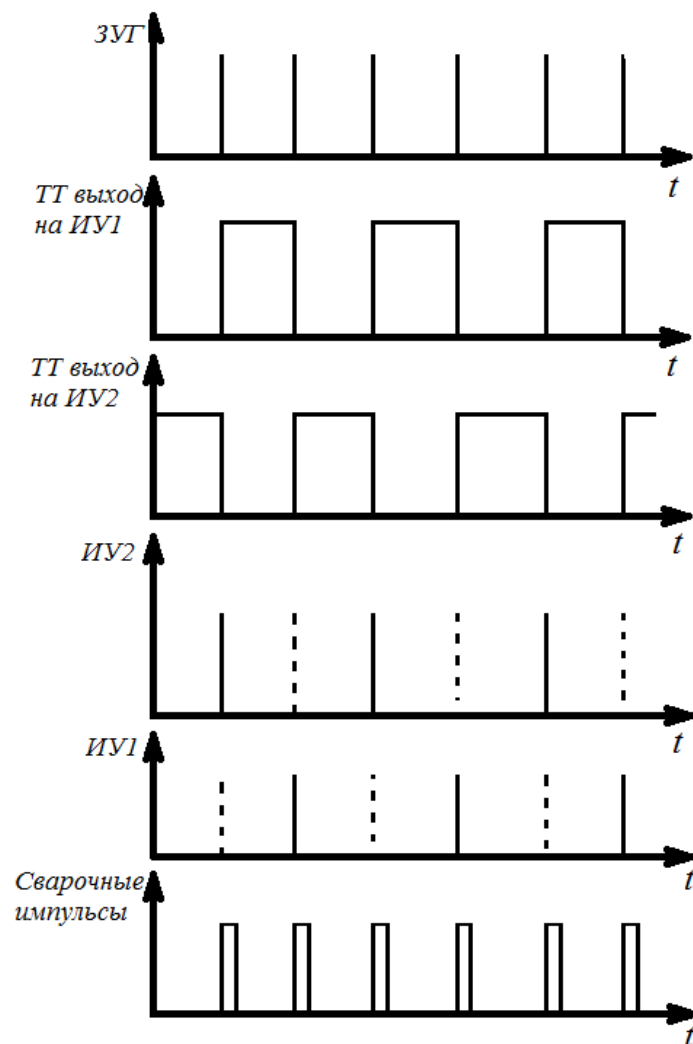 ЗУГ
t
ТТ выход
на ИУ1
t
ТТ выход
на ИУ2
t
ИУ2
t
ИУ1
t
Сварочные
импульсы
t